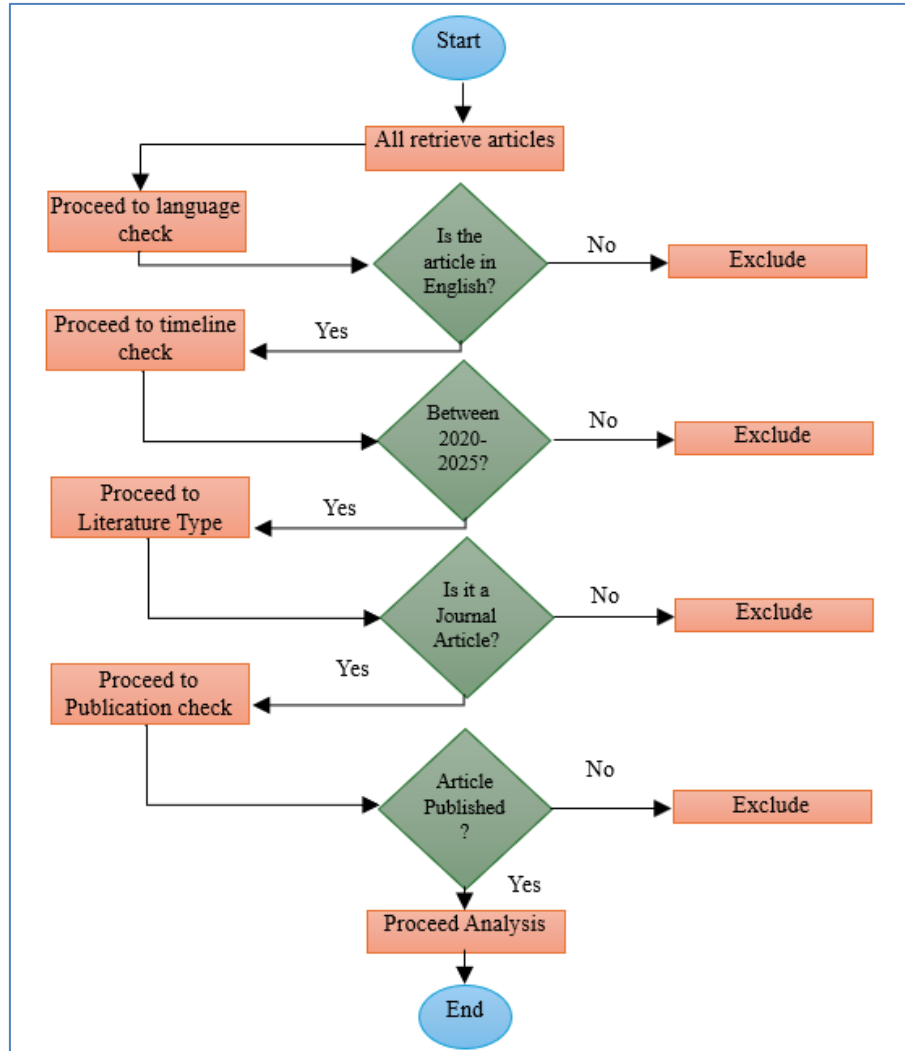 Start
All retrieve articles
Proceed to language
check
Is the
article in
English?
No
Exclude
Yes
Proceed to timeline
check
Between
2020-
2025?
No
Exclude
Yes
Proceed to
Literature Type
Is it a
Journal
Article?
No
Exclude
Yes
Proceed to
Publication check
Article
Published
?
No
Exclude
Yes
Proceed Analysis
End